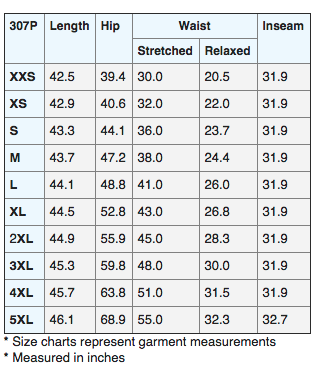 307P Length Hip Waist Inseam
Stretched Relaxed
XXS 42.5 39.4 30.0 20.5 31.9
XS 42.9 40.6 32.0 22.0 31.9
S 43.3 44.1 36.0 23.7 31.9
M 43.7 47.2 38.0 24.4 31.9
L 44.1 48.8 41.0 26.0 31.9
XL 44.5 52.8 43.0 26.8 31.9
2XL 44.9 55.9 45.0 28.3 31.9
3XL 45.3 59.8 48.0 30.0 31.9
4XL 45.7 63.8 51.0 31.5 31.9
5XL 46.1 68.9 55.0 32.3 32.7
* Size charts represent garment measurements
* Measured in inches